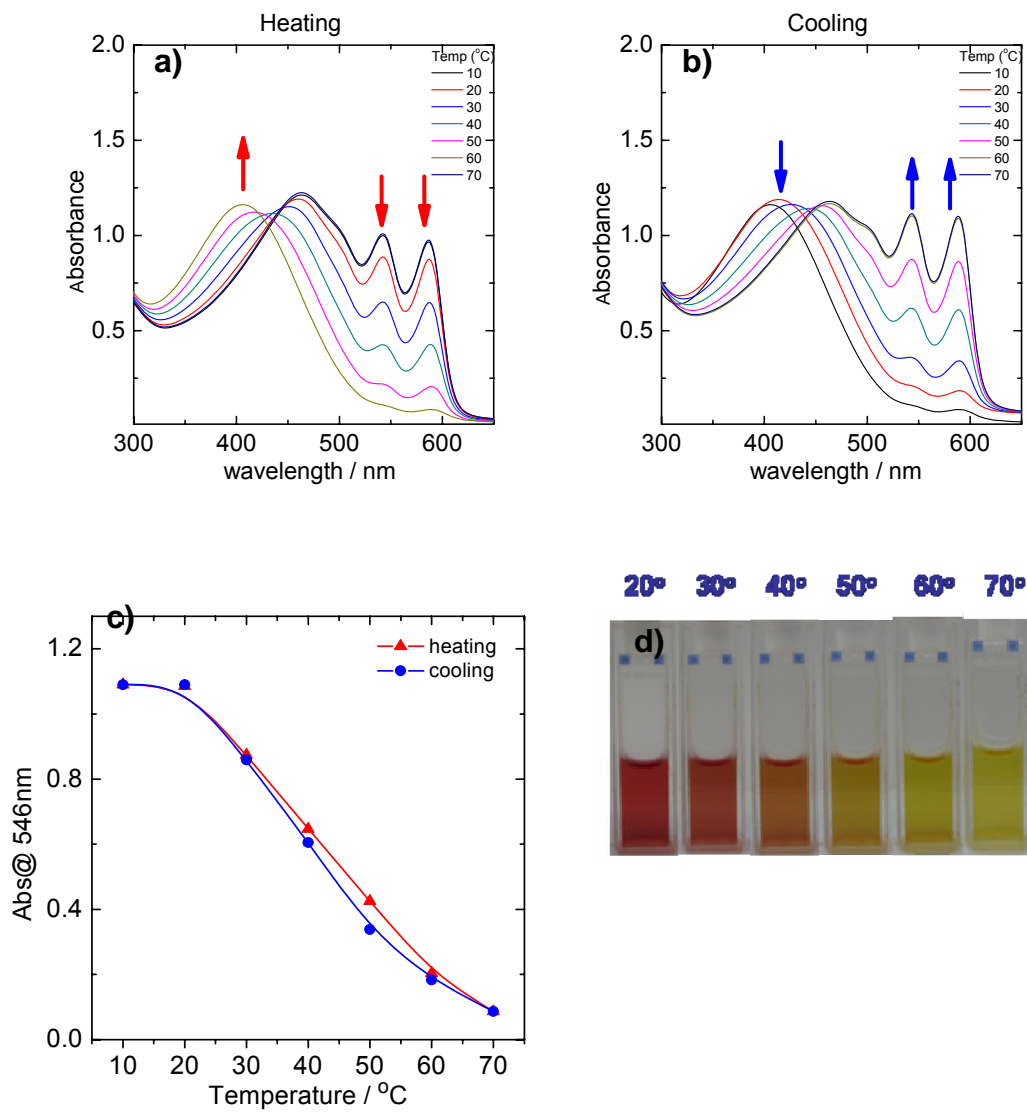 Heating
a)
Temp (°C)
10
20
30
40
50
60
70
2.0
1.5
1.0
0.5
Absorbance
300 400 500 600
wavelength / nm
Cooling
b)
Temp (°C)
10
20
30
40
50
60
70
2.0
1.5
1.0
0.5
Absorbance
300 400 500 600
wavelength / nm
c)
heating
cooling
1.2
0.8
0.4
0.0
Abs@ 546nm
10 20 30 40 50 60 70
Temperature / °C
20° 30° 40° 50° 60° 70°
d)